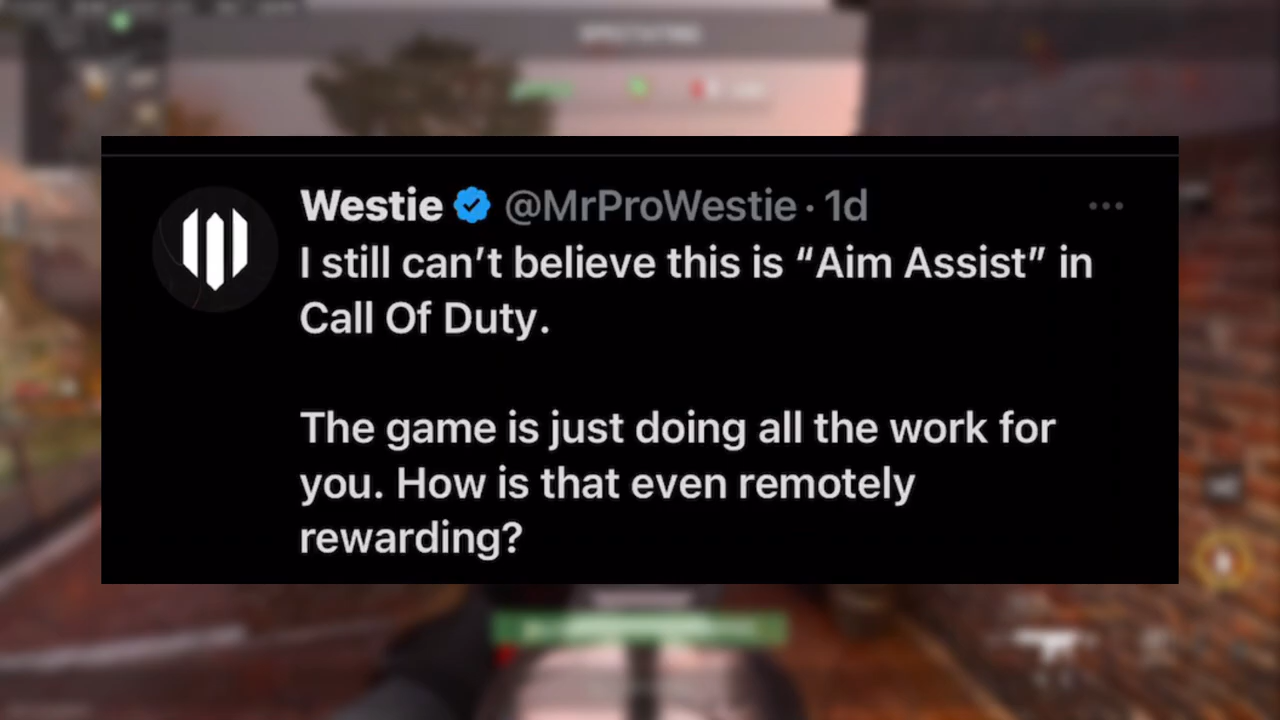 Westie @MrProWestie · 1d
I still can't believe this is “Aim Assist” in
Call Of Duty.
The game is just doing all the work for
you. How is that even remotely
rewarding?